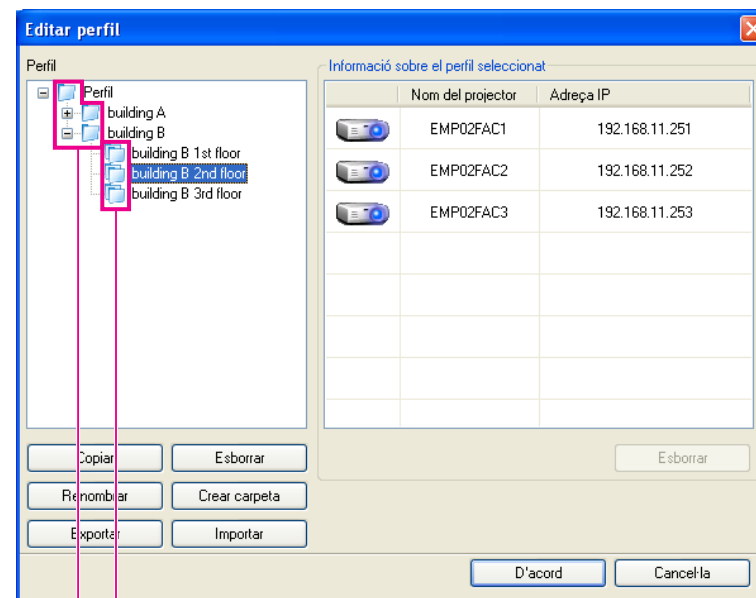 Editar perfil
Perfil
Perfil
building A
building B
building B 1st floor
building B 2nd floor
building B 3rd floor
Informació sobre el perfil seleccionat
Nom del projector Adreça IP
EMP02FAC1 192.168.11.251
EMP02FAC2 192.168.11.252
EMP02FAC3 192.168.11.253
Copiar Esborrar
Renombrar Crear carpeta
Exportar Importar
Esborrar
D'acord Cancel·la